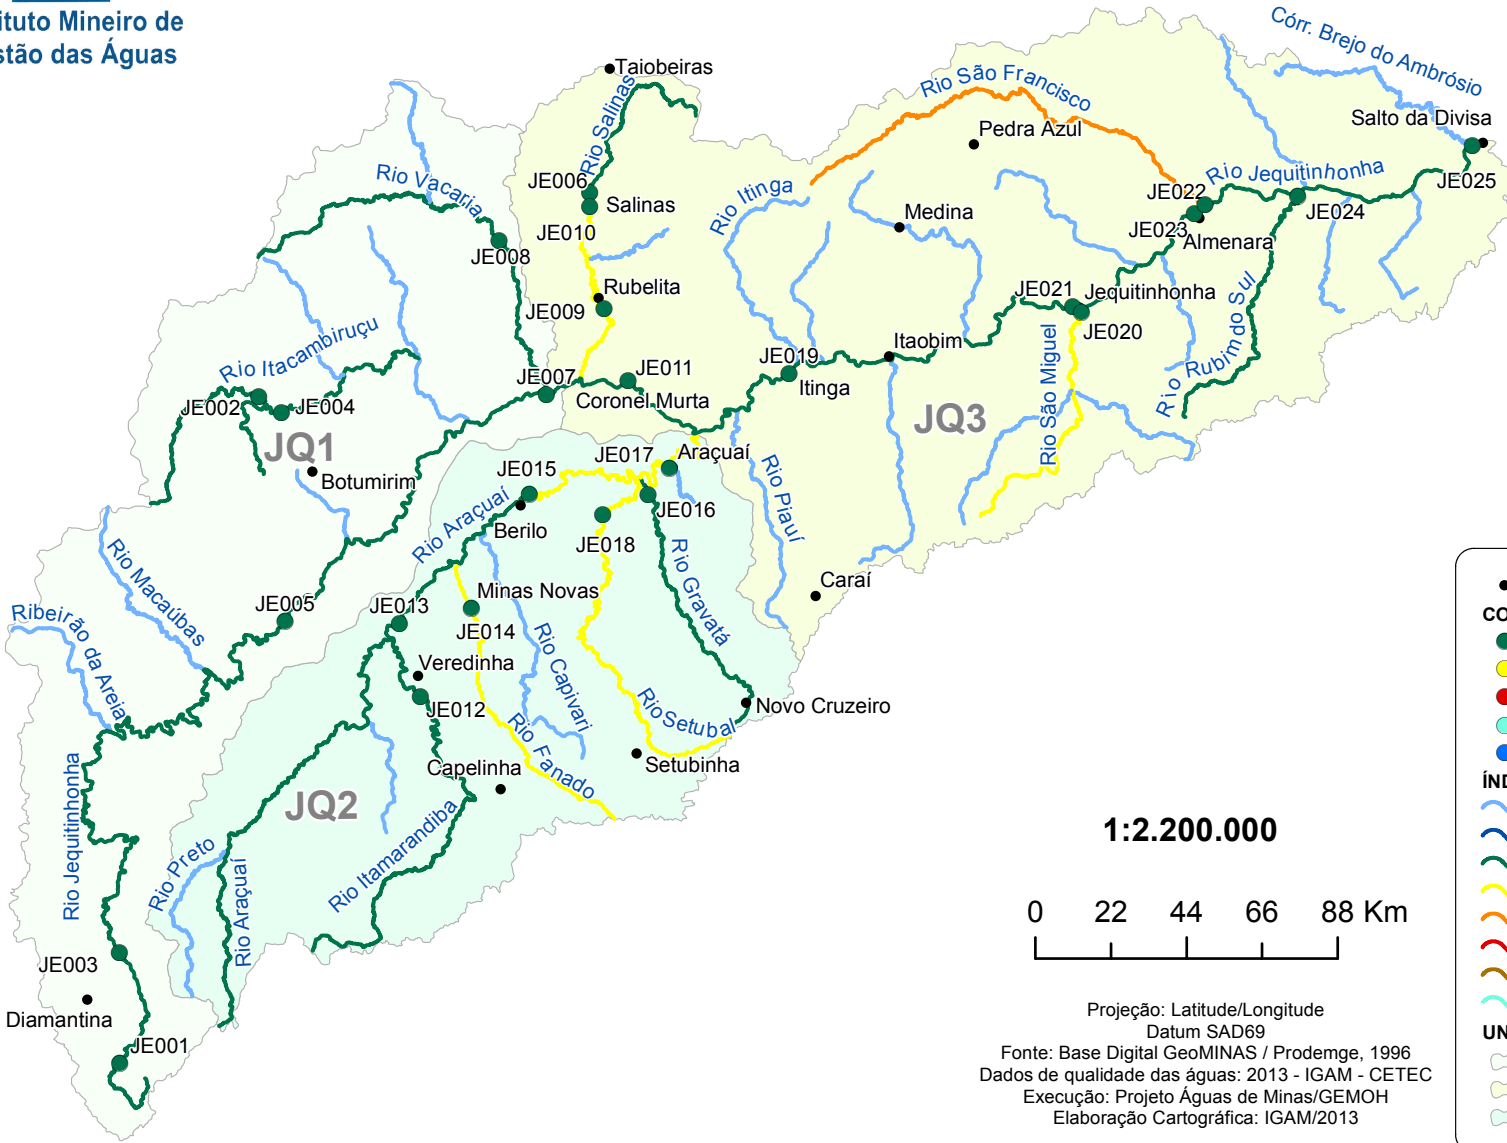 ituto Mineiro de
stão das Águas
Taiobeiras
Rio Salinas
Rio São Francisco
Córr. Brejo do Ambrósio
Salto da Divisa
Pedra Azul
Rio Vacaria
JE006
Salinas
JE010
Rio Itinga
Medina
JE022
Rio Jequitinhonha
JE025
JE024
JE023
Almenara
JE008
Rubelita
JE009
JE021
Jequitinhonha
JE020
Rio Rubim do Sul
Rio Itacambiruçu
Itaobim
JE019
Itinga
JE011
JE007
Coronel Murta
Rio São Miguel
JE002
JE004
JQ1
JQ3
Botumirim
JE015
JE017
Araçuaí
Rio Piauí
Rio Araçuaí
Berilo
JE016
JE018
Rio Macaúbas
Rio Gravatá
Caraí
Ribeirão da Areia
JE005
JE013
Minas Novas
JE014
Rio Capivari
Veredinha
JE012
Rio Setubal
Novo Cruzeiro
Rio Fanado
Setubinha
Capelinha
Rio Jequitinhonha
JQ2
Rio Itamarandiba
Rio Preto
Rio Araçuaí
JE003
Diamantina
JE001
1:2.200.000
0 22 44 66 88 Km
Projeção: Latitude/Longitude
Datum SAD69
Fonte: Base Digital GeoMINAS / Prodemge, 1996
Dados de qualidade das águas: 2013 - IGAM - CETEC
Execução: Projeto Águas de Minas/GEMOH
Elaboração Cartográfica: IGAM/2013
CO
ÍND
UN